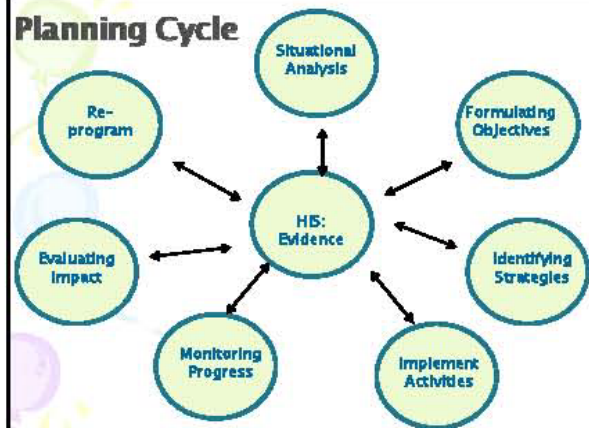 Planning Cycle
Situational
Analysis
Re-
program
Formulating
Objectives
HIS:
Evidence
Evaluating
Impact
Identifying
Strategies
Monitoring
Progress
Implement
Activities